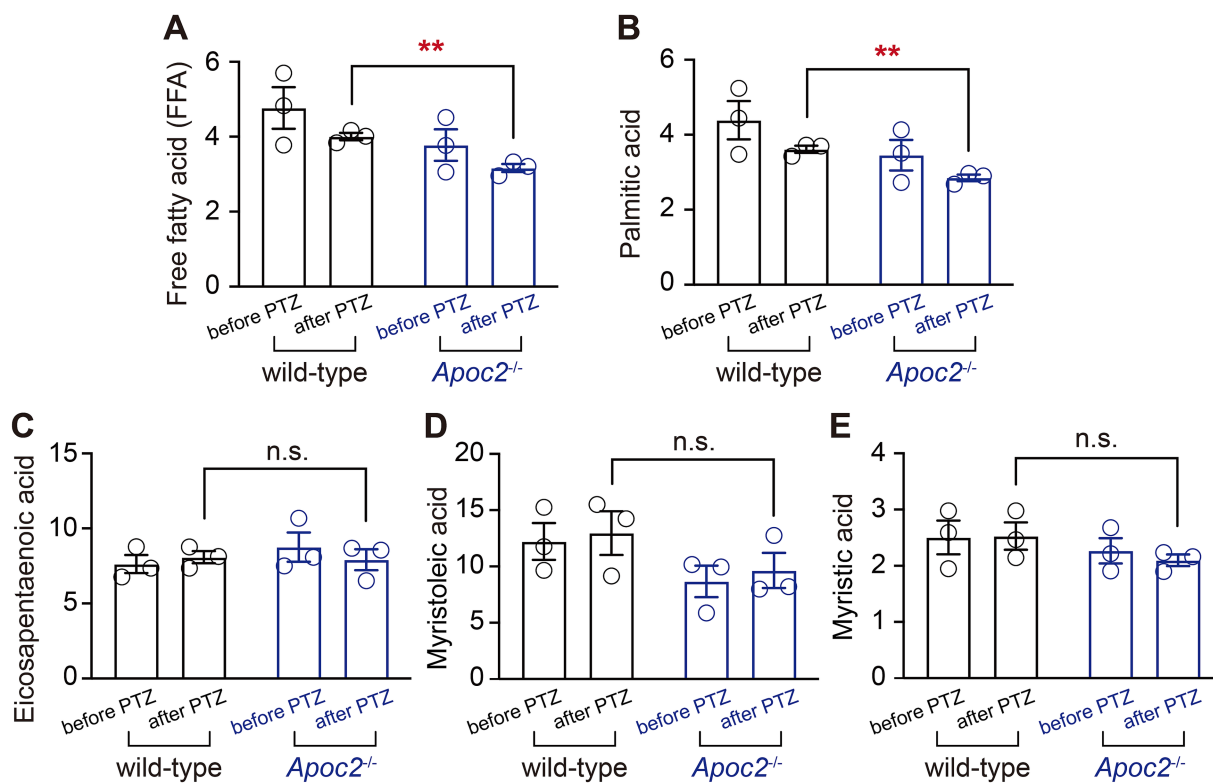 A
Free fatty acid (FFA)
6
4
2
0
**
before PTZ
after PTZ
before PTZ
after PTZ
wild-type
Apoc2-/-
B
Palmitic acid
6
4
2
0
**
before PTZ
after PTZ
before PTZ
after PTZ
wild-type
Apoc2-/-
C
Eicosapentaenoic acid
15
10
5
0
n.s.
before PTZ
after PTZ
before PTZ
after PTZ
wild-type
Apoc2-/-
D
Myristoleic acid
20
15
10
5
0
n.s.
before PTZ
after PTZ
before PTZ
after PTZ
wild-type
Apoc2-/-
E
Myristic acid
4
3
2
1
0
n.s.
before PTZ
after PTZ
before PTZ
after PTZ
wild-type
Apoc2-/-